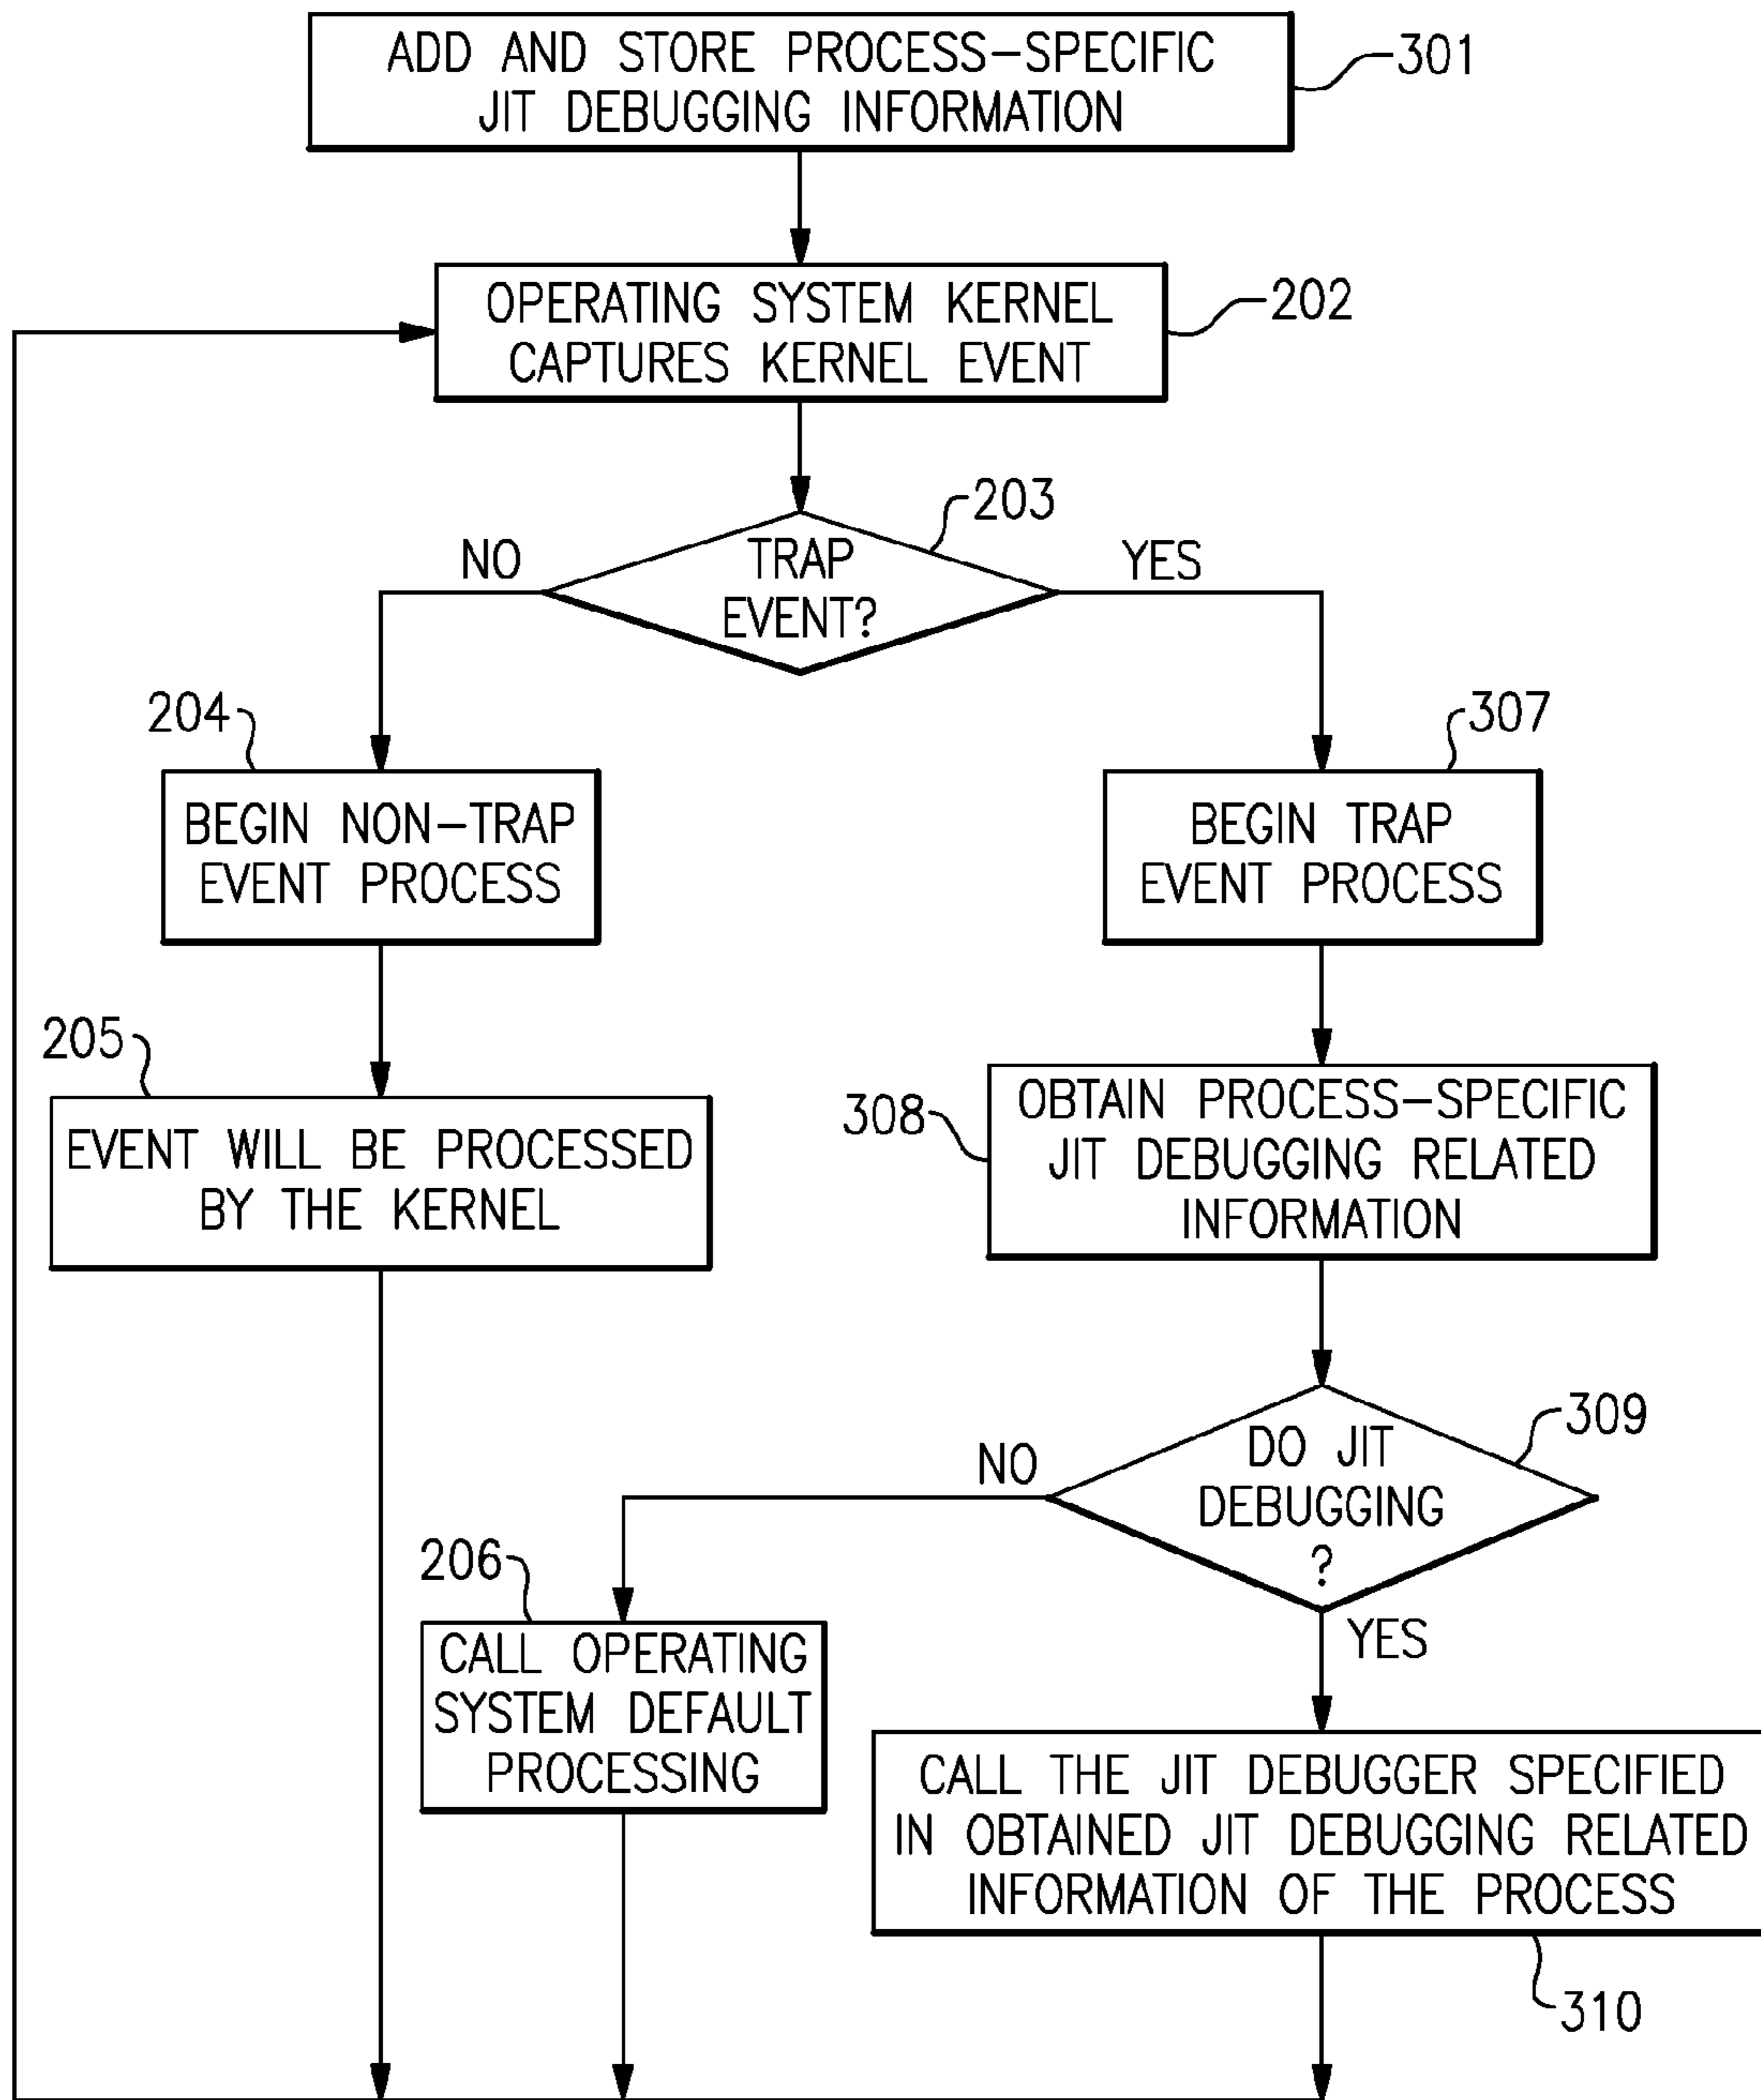 ADD AND STORE PROCESS-SPECIFIC
JIT DEBUGGING INFORMATION
301
OPERATING SYSTEM KERNEL
CAPTURES KERNEL EVENT
202
203
TRAP
EVENT?
NO
YES
204
BEGIN NON-TRAP
EVENT PROCESS
307
BEGIN TRAP
EVENT PROCESS
205
EVENT WILL BE PROCESSED
BY THE KERNEL
308
OBTAIN PROCESS-SPECIFIC
JIT DEBUGGING RELATED
INFORMATION
309
DO JIT
DEBUGGING
?
NO
YES
206
CALL OPERATING
SYSTEM DEFAULT
PROCESSING
CALL THE JIT DEBUGGER SPECIFIED
IN OBTAINED JIT DEBUGGING RELATED
INFORMATION OF THE PROCESS
310